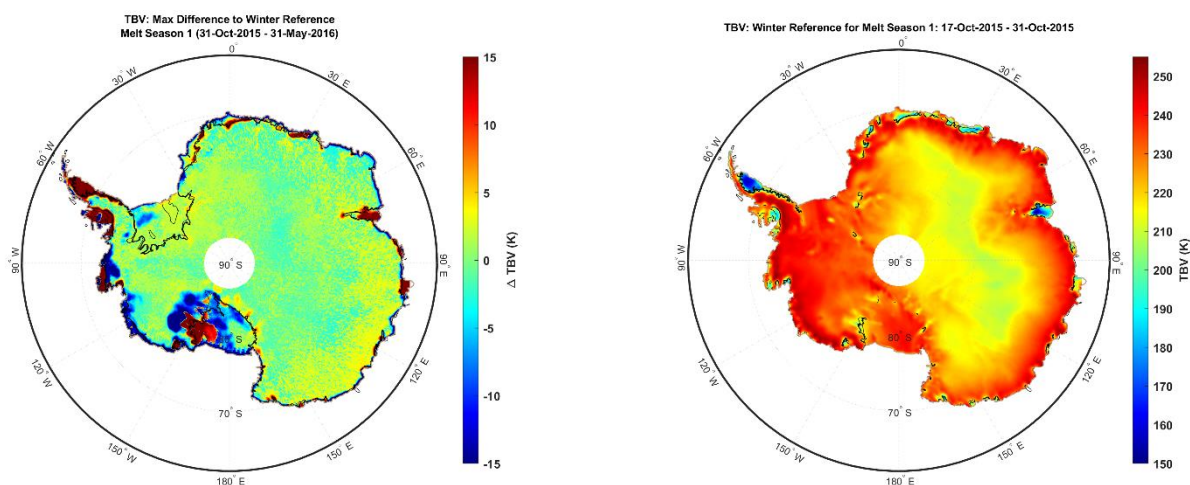 TBV: Max Difference to Winter Reference
Melt Season 1 (31-Oct-2015 - 31-May-2016)
0°
30° W
30° E
60° W
60° E
90° W
90° S
90° E
80° S
120° W
120° E
70° S
150° W
150° E
180° E
15
10
5
0
-5
-10
-15
Δ TBV (K)
TBV: Winter Reference for Melt Season 1: 17-Oct-2015 - 31-Oct-2015
0°
30° W
30° E
60° W
60° E
90° W
90° S
90° E
80° S
120° W
120° E
70° S
150° W
150° E
180° E
250
240
230
220
210
200
190
180
170
160
150
TBV (K)